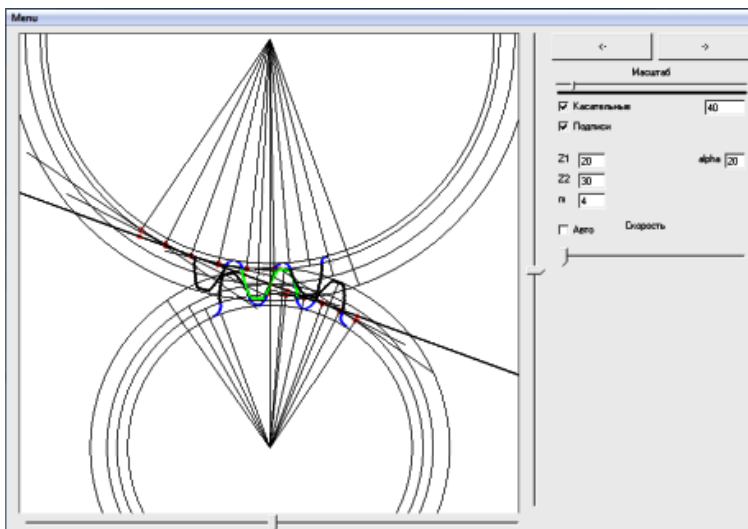 Menu
<- ->
Масштаб
Касательные 40
Подписи
Z1 20 alpha 20
Z2 30
m 4
Авто Скорость